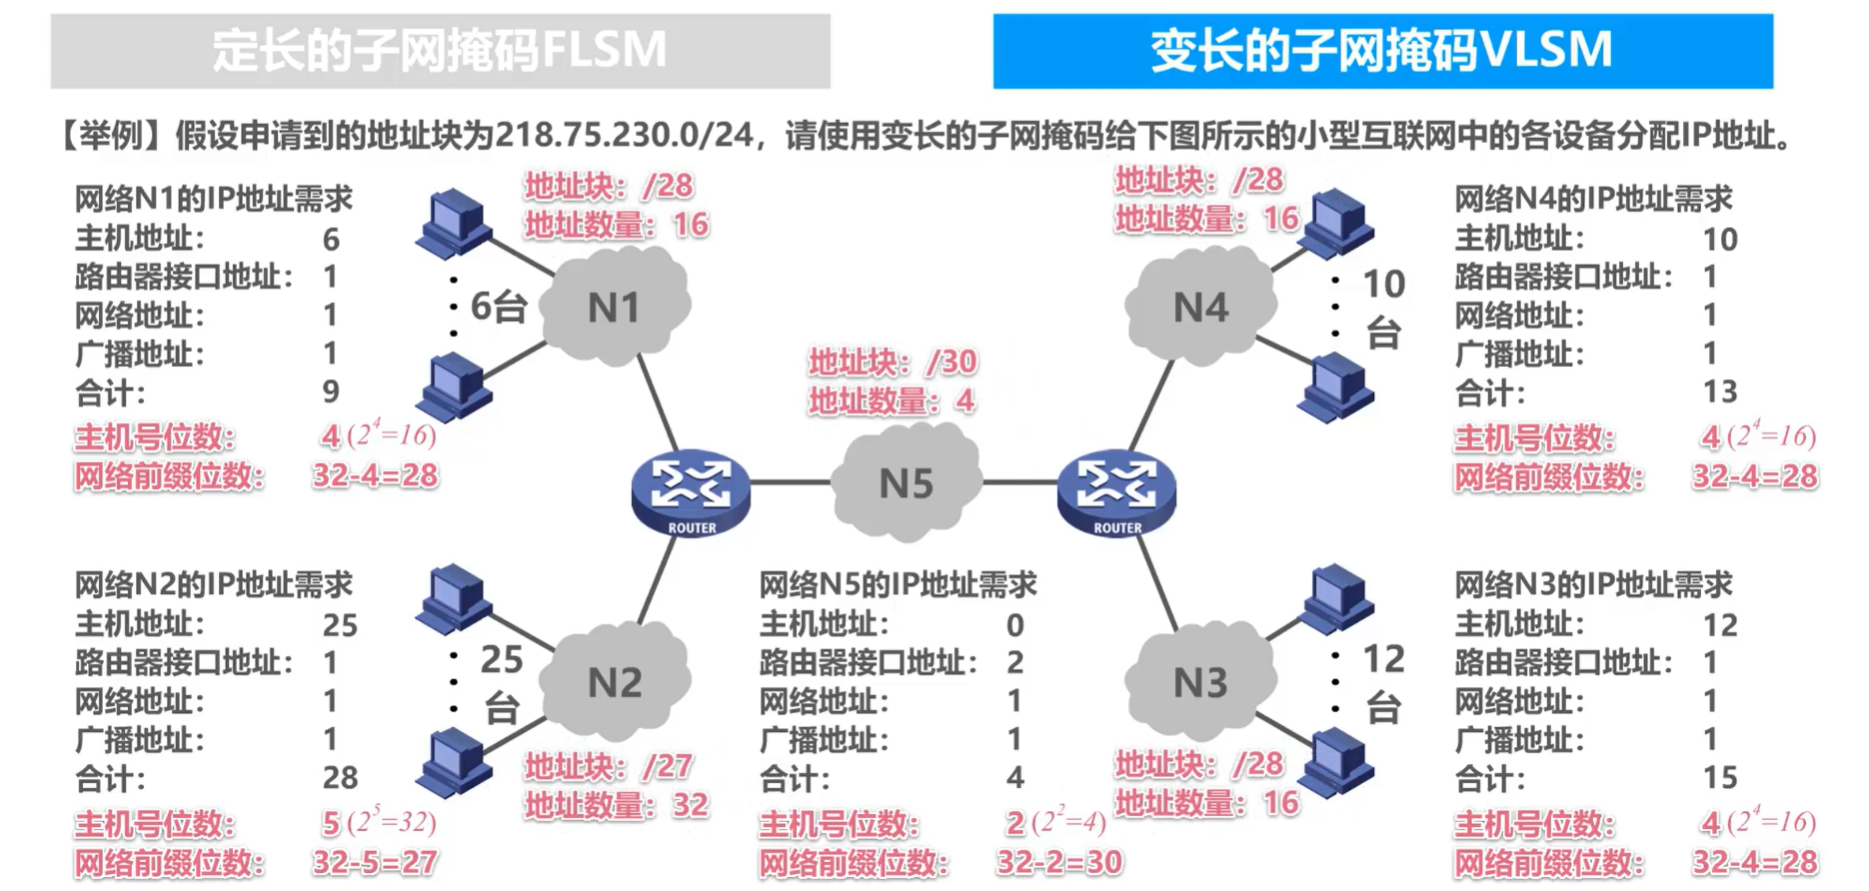 定长的子网掩码FLSM
变长的子网掩码VLSM
【举例】假设申请到的地址块为218.75.230.0/24，请使用变长的子网掩码给下图所示的小型互联网中的各设备分配IP地址。
网络N1的IP地址需求
主机地址： 6
路由器接口地址： 1
网络地址： 1
广播地址： 1
合计： 9
主机号位数： 4 (2^4=16)
网络前缀位数： 32-4=28
地址块：/28
地址数量：16
6台
N1
地址块：/28
地址数量：16
N4
10
台
网络N4的IP地址需求
主机地址： 10
路由器接口地址： 1
网络地址： 1
广播地址： 1
合计： 13
主机号位数： 4 (2^4=16)
网络前缀位数： 32-4=28
地址块：/30
地址数量：4
ROUTER
N5
ROUTER
网络N2的IP地址需求
主机地址： 25
路由器接口地址： 1
网络地址： 1
广播地址： 1
合计： 28
主机号位数： 5 (2^5=32)
网络前缀位数： 32-5=27
25
台
N2
地址块：/27
地址数量：32
网络N5的IP地址需求
主机地址： 0
路由器接口地址： 2
网络地址： 1
广播地址： 1
合计： 4
主机号位数： 2 (2^2=4)
网络前缀位数： 32-2=30
N3
12
台
地址块：/28
地址数量：16
网络N3的IP地址需求
主机地址： 12
路由器接口地址： 1
网络地址： 1
广播地址： 1
合计： 15
主机号位数： 4 (2^4=16)
网络前缀位数： 32-4=28